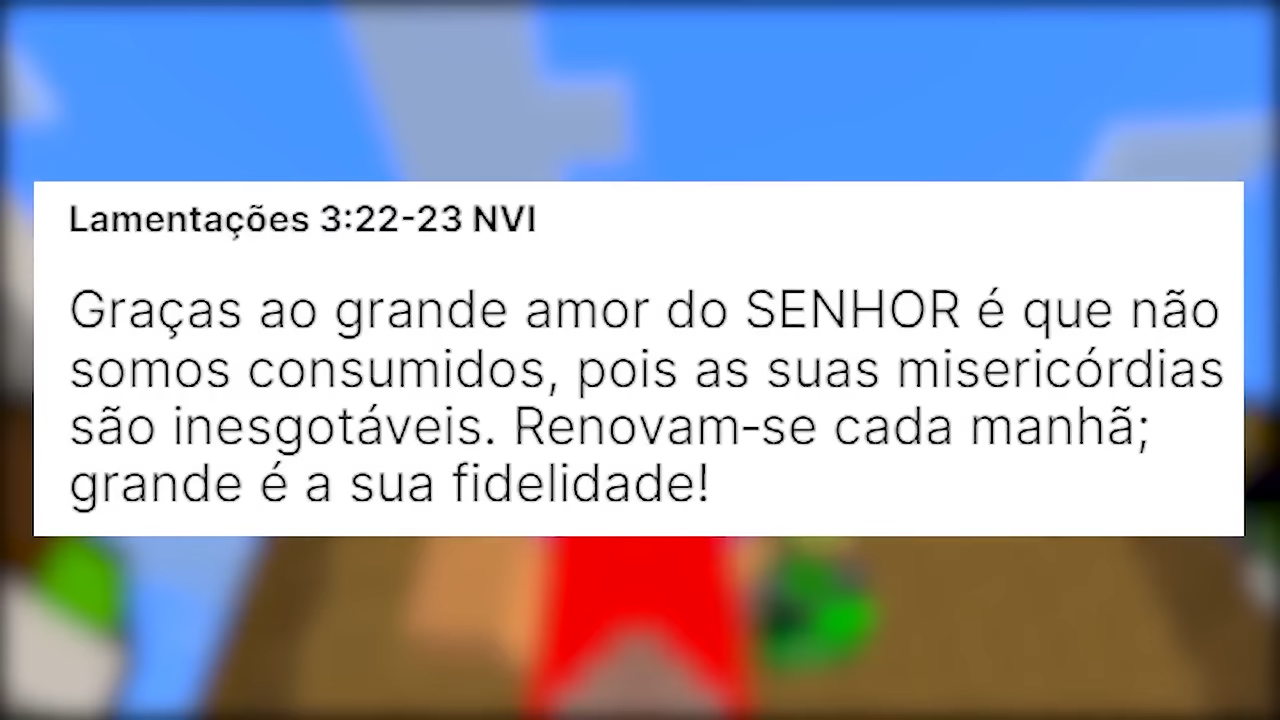 Lamentações 3:22-23 NVI
Graças ao grande amor do SENHOR é que não
somos consumidos, pois as suas misericórdias
são inesgotáveis. Renovam-se cada manhã;
grande é a sua fidelidade!